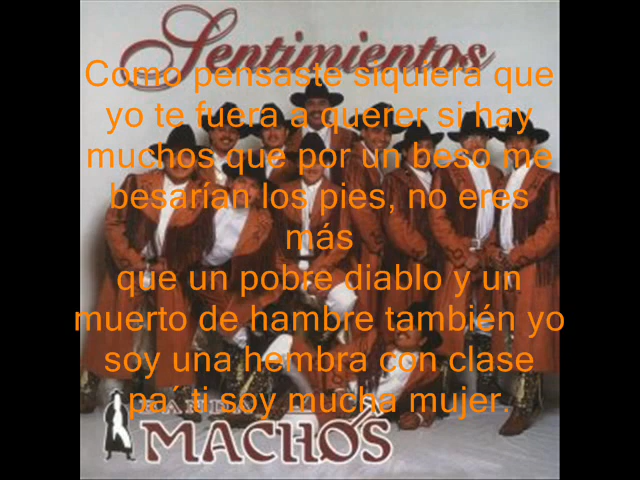 Sentimientos
Como pensaste siquiera que
yo te fuera a querer si hay
muchos que por un beso me
besarían los pies, no eres
más
que un pobre diablo y un
muerto de hambre también yo
soy una hembra con clase
pa´ ti soy mucha mujer.
BANDA
MACHOS